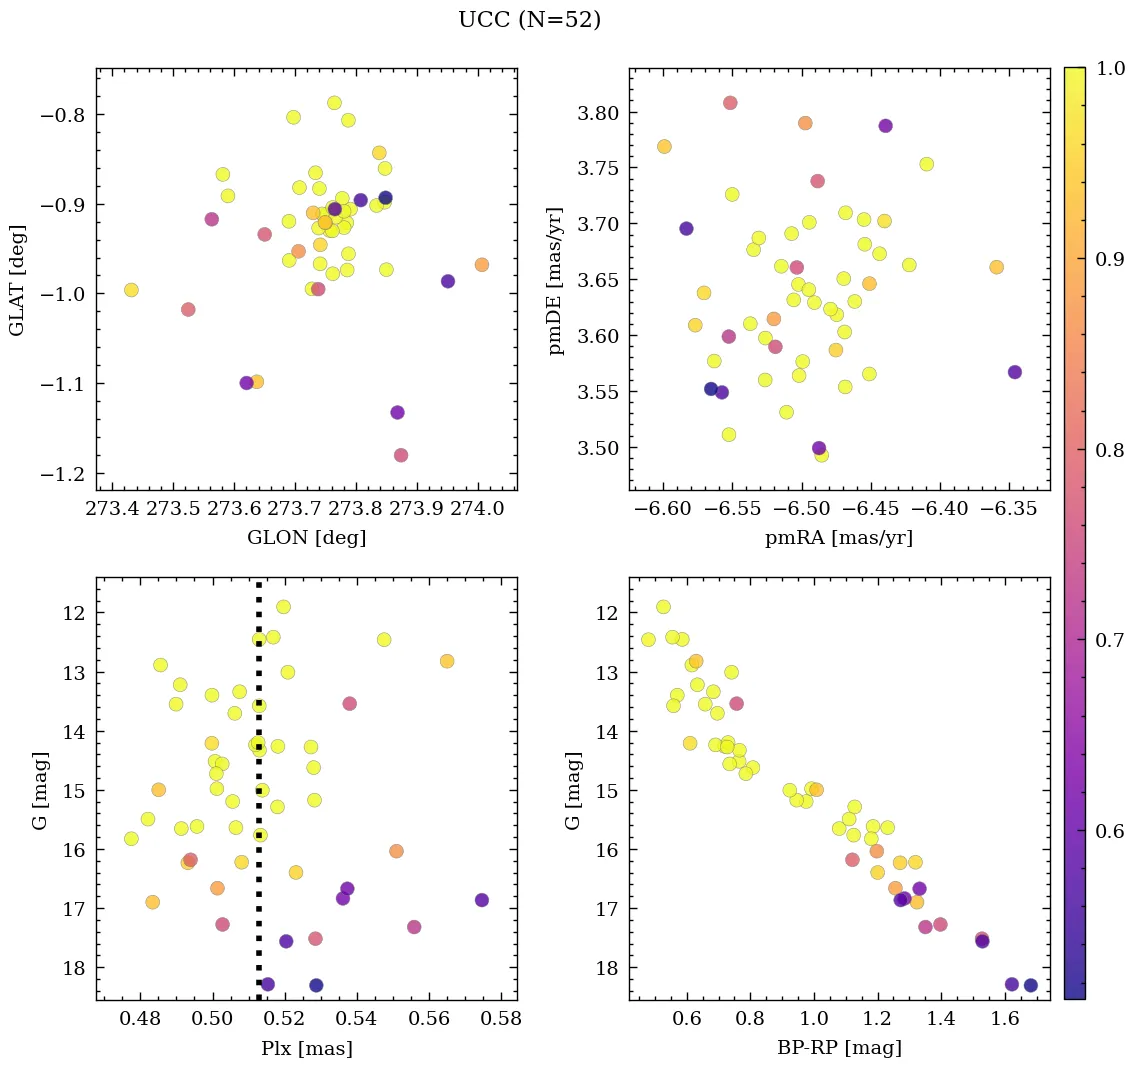 UCC (N=52)
−0.8
−0.9
−1.0
−1.1
−1.2
GLAT [deg]
273.4 273.5 273.6 273.7 273.8 273.9 274.0
GLON [deg]
3.80
3.75
3.70
3.65
3.60
3.55
3.50
pmDE [mas/yr]
−6.60 −6.55 −6.50 −6.45 −6.40 −6.35
pmRA [mas/yr]
12
13
14
15
16
17
18
G [mag]
0.48 0.50 0.52 0.54 0.56 0.58
Plx [mas]
12
13
14
15
16
17
18
G [mag]
0.6 0.8 1.0 1.2 1.4 1.6
BP-RP [mag]
1.0
0.9
0.8
0.7
0.6